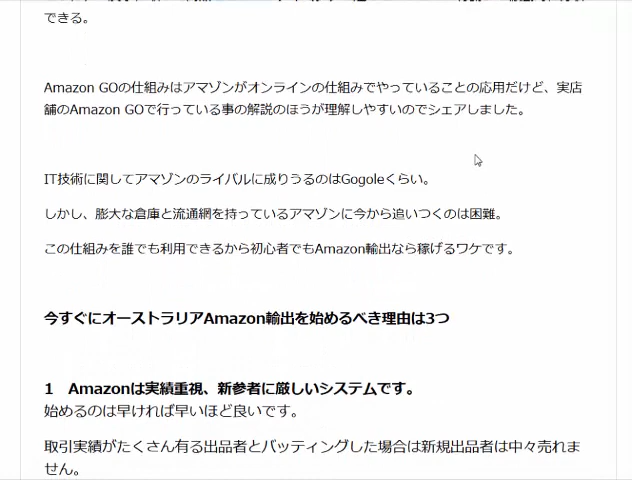 できる。
Amazon GOの仕組みはアマゾンがオンラインの仕組みでやっていることの応用だけど、実店
舗のAmazon GOで行っている事の解説のほうが理解しやすいのでシェアしました。
IT技術に関してアマゾンのライバルに成りうるのはGogoleくらい。
しかし、膨大な倉庫と流通網を持っているアマゾンに今から追いつくのは困難。
この仕組みを誰でも利用できるから初心者でもAmazon輸出なら稼げるワケです。
今すぐにオーストラリアAmazon輸出を始めるべき理由は3つ
1　Amazonは実績重視、新参者に厳しいシステムです。
始めるのは早ければ早いほど良いです。
取引実績がたくさん有る出品者とバッティングした場合は新規出品者は中々売れま
せん。